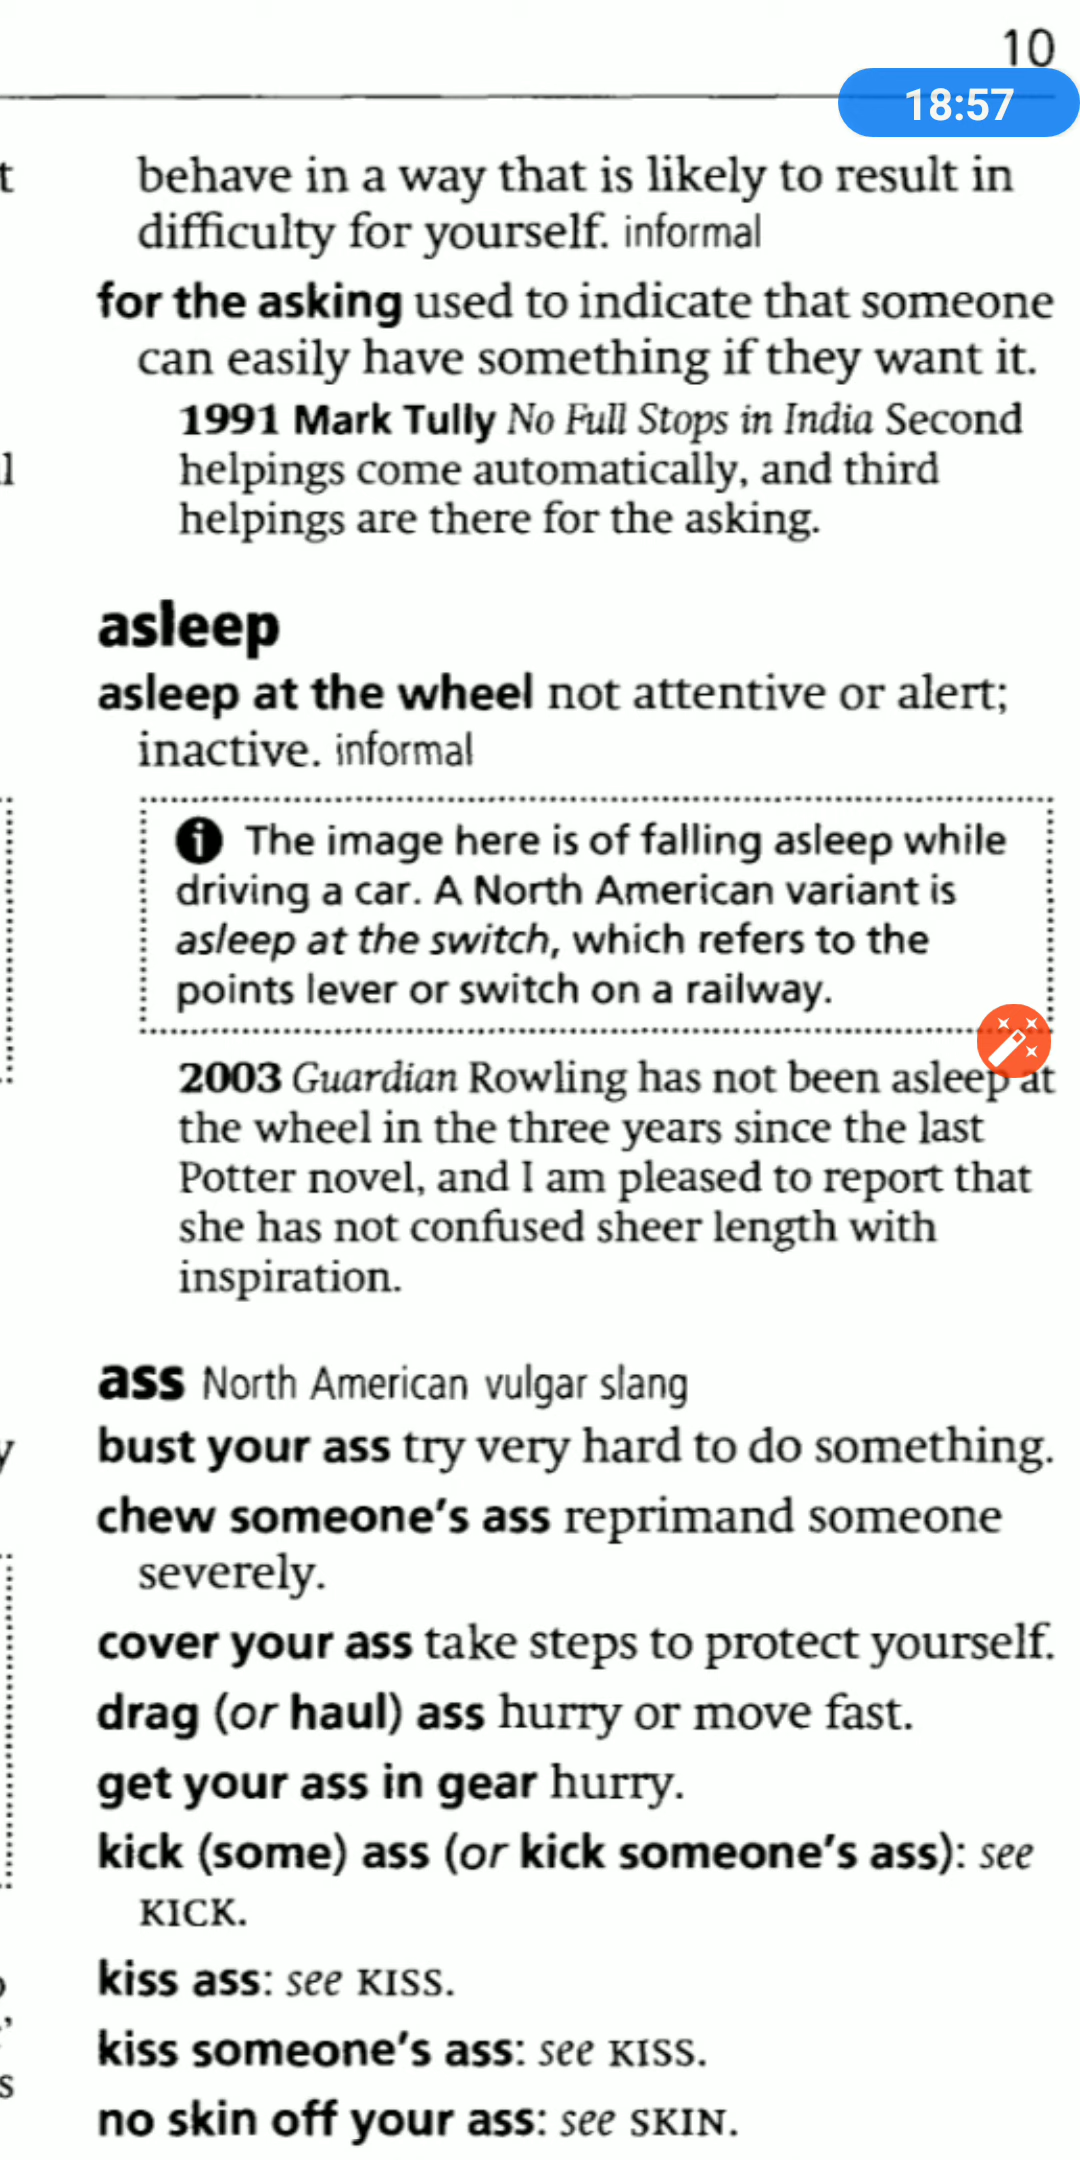 10
18:57
t
behave in a way that is likely to result in
difficulty for yourself. informal
for the asking used to indicate that someone
can easily have something if they want it.
1991 Mark Tully No Full Stops in India Second
helpings come automatically, and third
l
helpings are there for the asking.
asleep
asleep at the wheel not attentive or alert;
inactive. informal
i The image here is of falling asleep while
driving a car. A North American variant is
asleep at the switch, which refers to the
points lever or switch on a railway.
2003 Guardian Rowling has not been asleep at
the wheel in the three years since the last
Potter novel, and I am pleased to report that
she has not confused sheer length with
inspiration.
ass North American vulgar slang
y
bust your ass try very hard to do something.
chew someone's ass reprimand someone
severely.
cover your ass take steps to protect yourself.
drag (or haul) ass hurry or move fast.
get your ass in gear hurry.
kick (some) ass (or kick someone's ass): see
KICK.
kiss ass: see KISS.
kiss someone's ass: see KISS.
s
no skin off your ass: see SKIN.